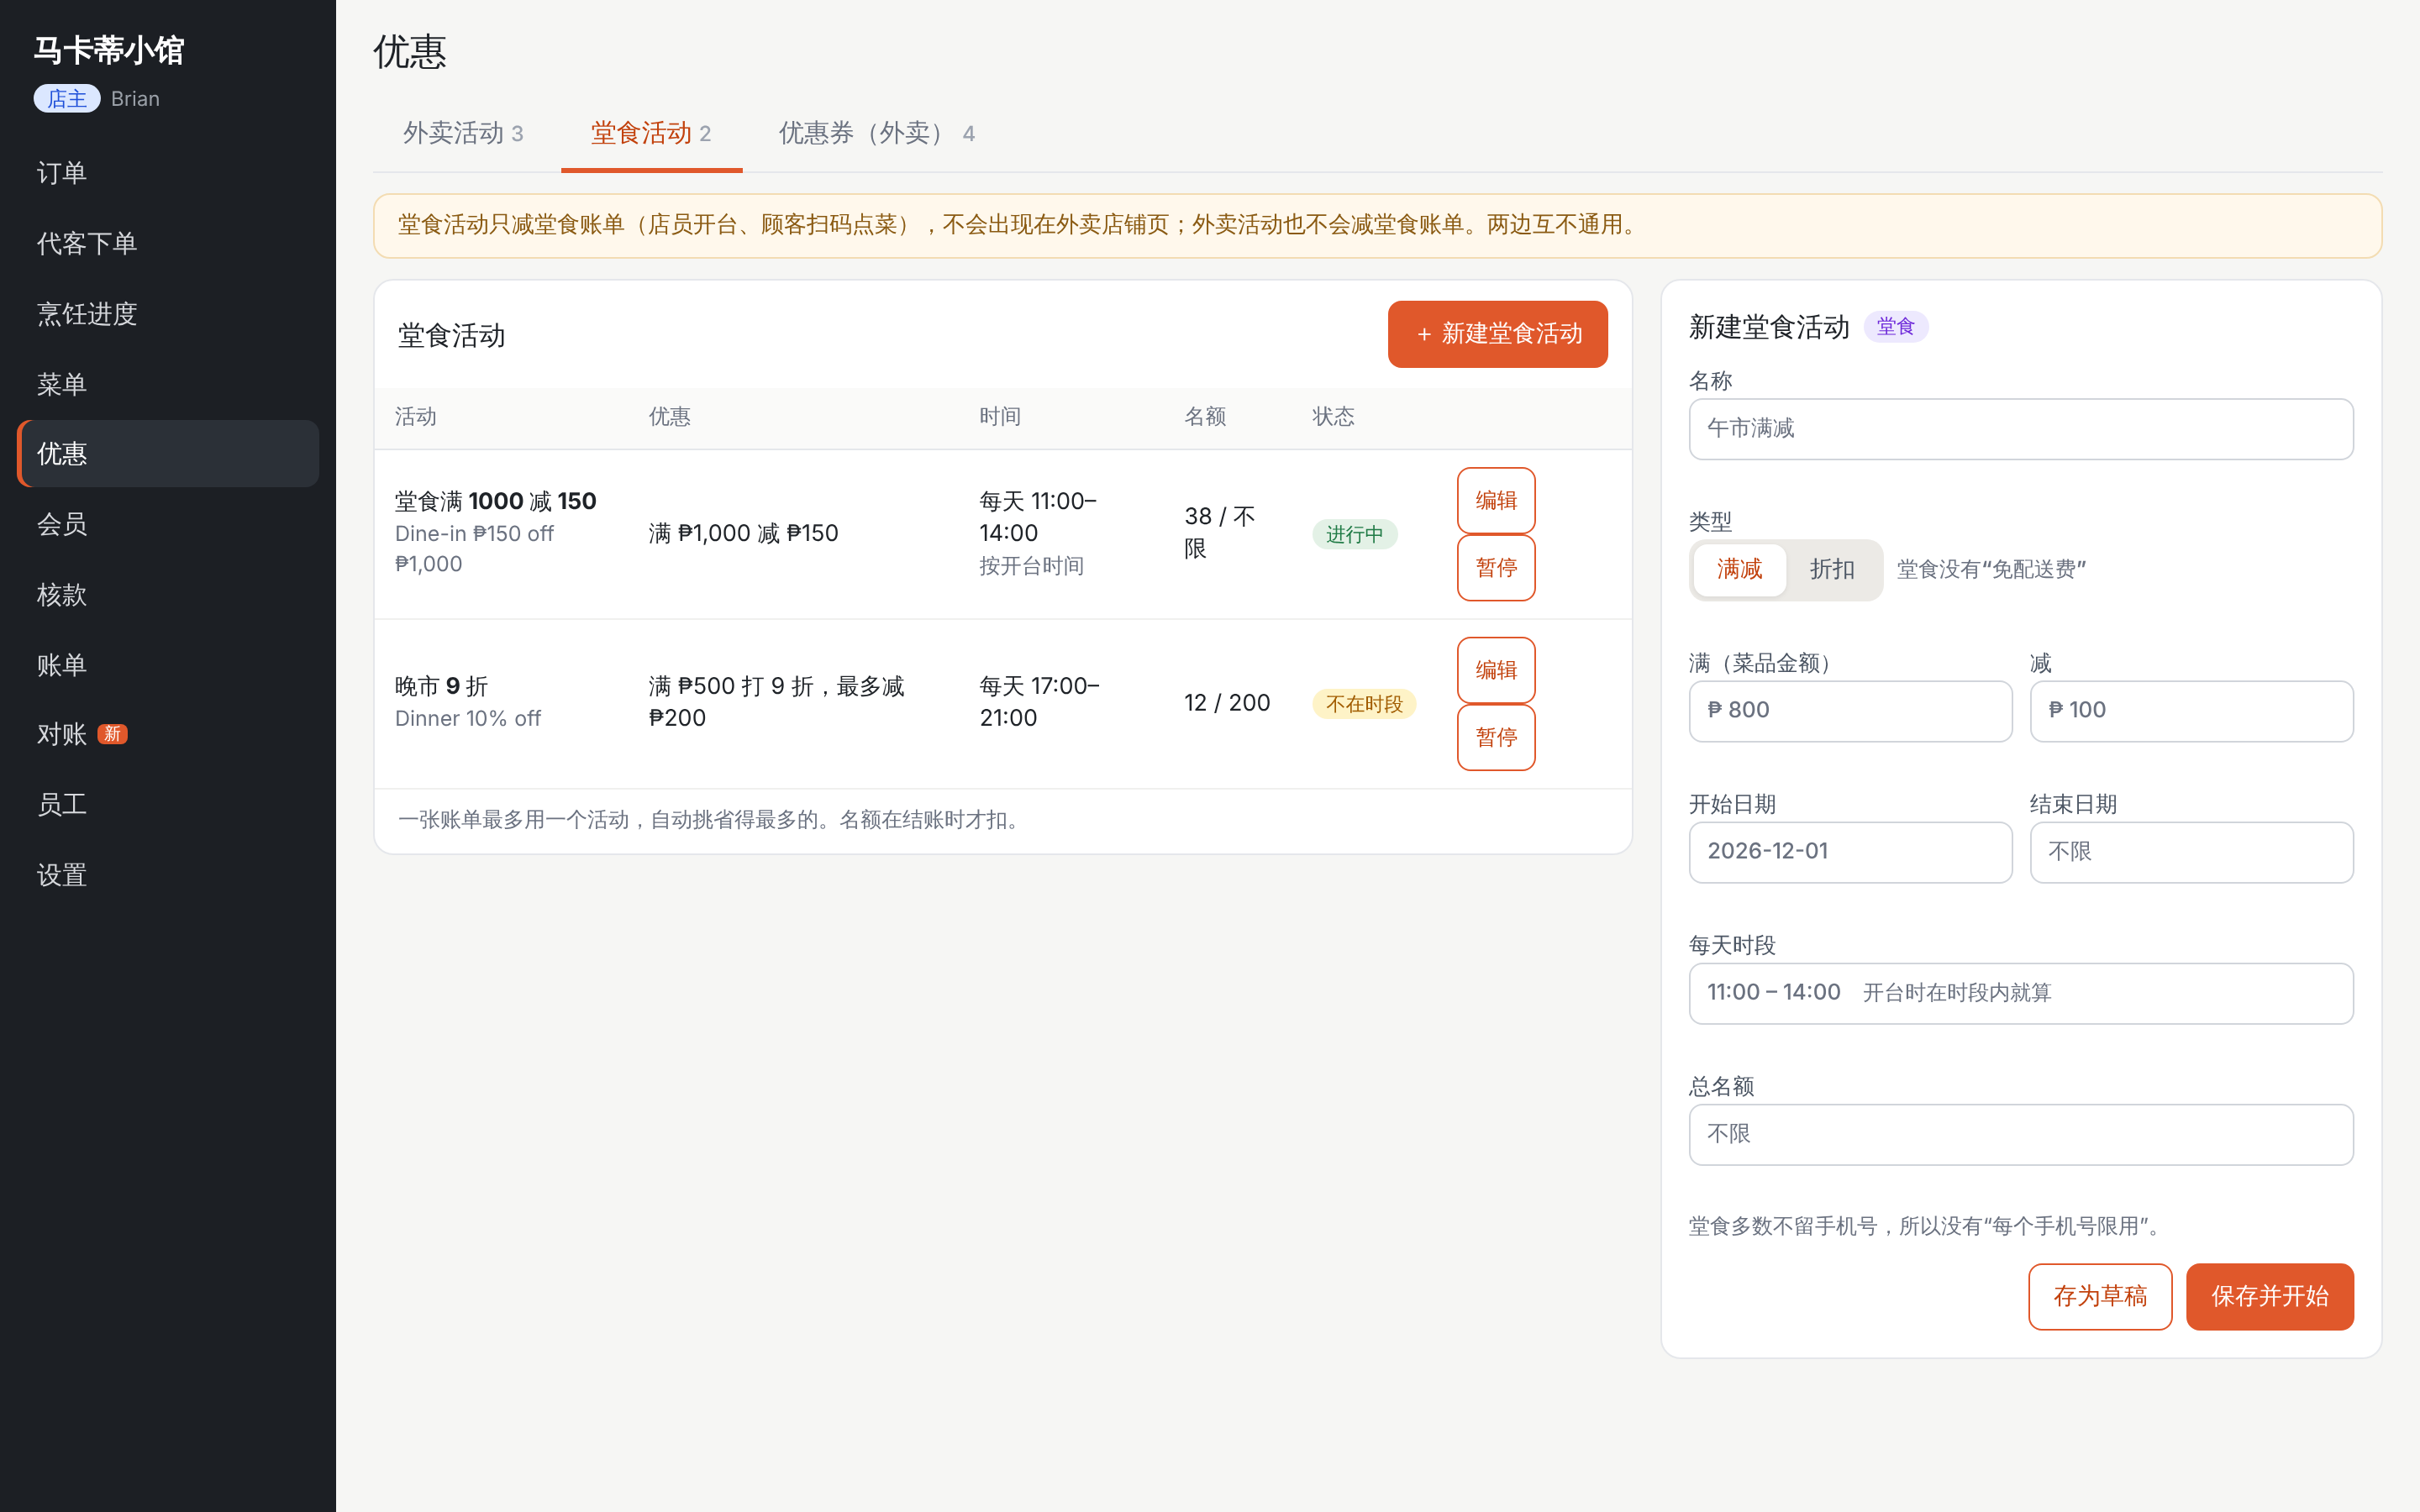 马卡蒂小馆
店主 Brian
订单
代客下单
烹饪进度
菜单
优惠
会员
核款
账单
对账 新
员工
设置
优惠
外卖活动 3 堂食活动 2 优惠券（外卖） 4
堂食活动只减堂食账单（店员开台、顾客扫码点菜），不会出现在外卖店铺页；外卖活动也不会减堂食账单。两边互不通用。
堂食活动
+ 新建堂食活动
活动 优惠 时间 名额 状态
堂食满 1000 减 150
Dine-in ₱150 off
₱1,000
满 ₱1,000 减 ₱150
每天 11:00–
14:00
按开台时间
38 / 不
限
进行中
编辑
暂停
晚市 9 折
Dinner 10% off
满 ₱500 打 9 折，最多减
₱200
每天 17:00–
21:00
12 / 200
不在时段
编辑
暂停
一张账单最多用一个活动，自动挑省得最多的。名额在结账时才扣。
新建堂食活动 堂食
名称
午市满减
类型
满减 折扣 堂食没有“免配送费”
满（菜品金额） 减
₱ 800 ₱ 100
开始日期 结束日期
2026-12-01 不限
每天时段
11:00 – 14:00 开台时在时段内就算
总名额
不限
堂食多数不留手机号，所以没有“每个手机号限用”。
存为草稿 保存并开始